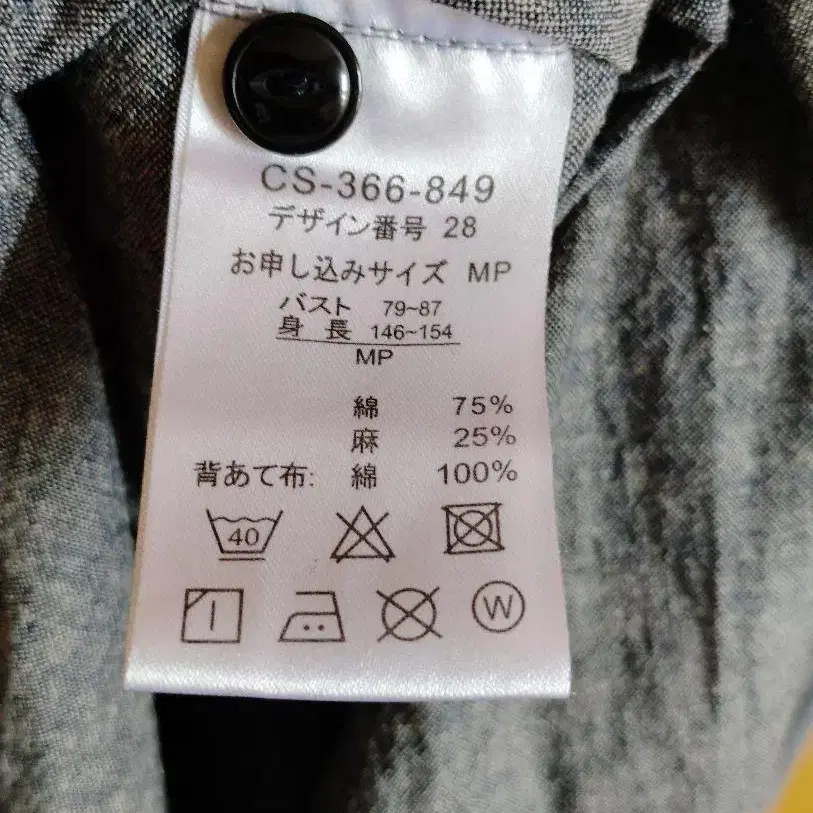 CS-366-849
デザイン番号 28
お申し込みサイズ MP
バスト 79~87
身長 146~154
MP
綿 75%
麻 25%
背あて布: 綿 100%
40
W